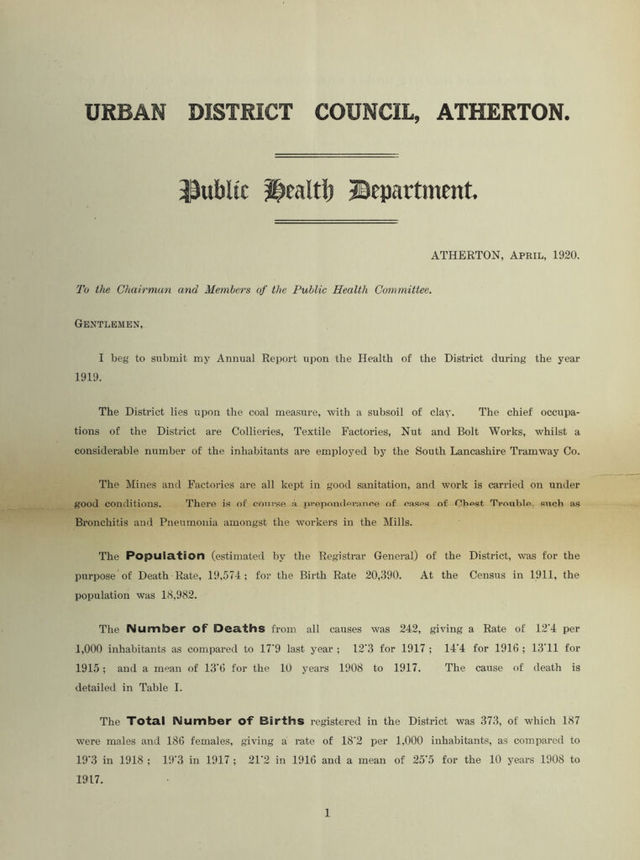 URBAN DISTRICT COUNCIL, ATHERTON.
Public Health Department.
ATHERTON, APRIL, 1920.
To the Chairman and Members of the Public Health Committee.
GENTLEMEN,
I beg to submit my Annual Report upon the Health of the District during the year
1919.
The District lies upon the coal measure, with a subsoil of clay. The chief occupa-
tions of the District are Collieries, Textile Factories, Nut and Bolt Works, whilst a
considerable number of the inhabitants are employed by the South Lancashire Tramway Co.
The Mines and Factories are all kept in good sanitation, and work is carried on under
good conditions. There is of course a preponderance of cases of Chest Trouble, such as
Bronchitis and Pneumonia amongst the workers in the Mills.
The Population (estimated by the Registrar General) of the District, was for the
purpose of Death Rate, 19,574; for the Birth Rate 20,390. At the Census in 1911, the
population was 18,982.
The Number of Deaths from all causes was 242, giving a Rate of 12·4 per
1,000 inhabitants as compared to 17·9 last year; 12·3 for 1917; 14·4 for 1916; 13·11 for
1915; and a mean of 13·6 for the 10 years 1908 to 1917. The cause of death is
detailed in Table I.
The Total Number of Births registered in the District was 373, of which 187
were males and 186 females, giving a rate of 18·2 per 1,000 inhabitants, as compared to
19·3 in 1918; 19·3 in 1917; 21·2 in 1916 and a mean of 25·5 for the 10 years 1908 to
1917.
1